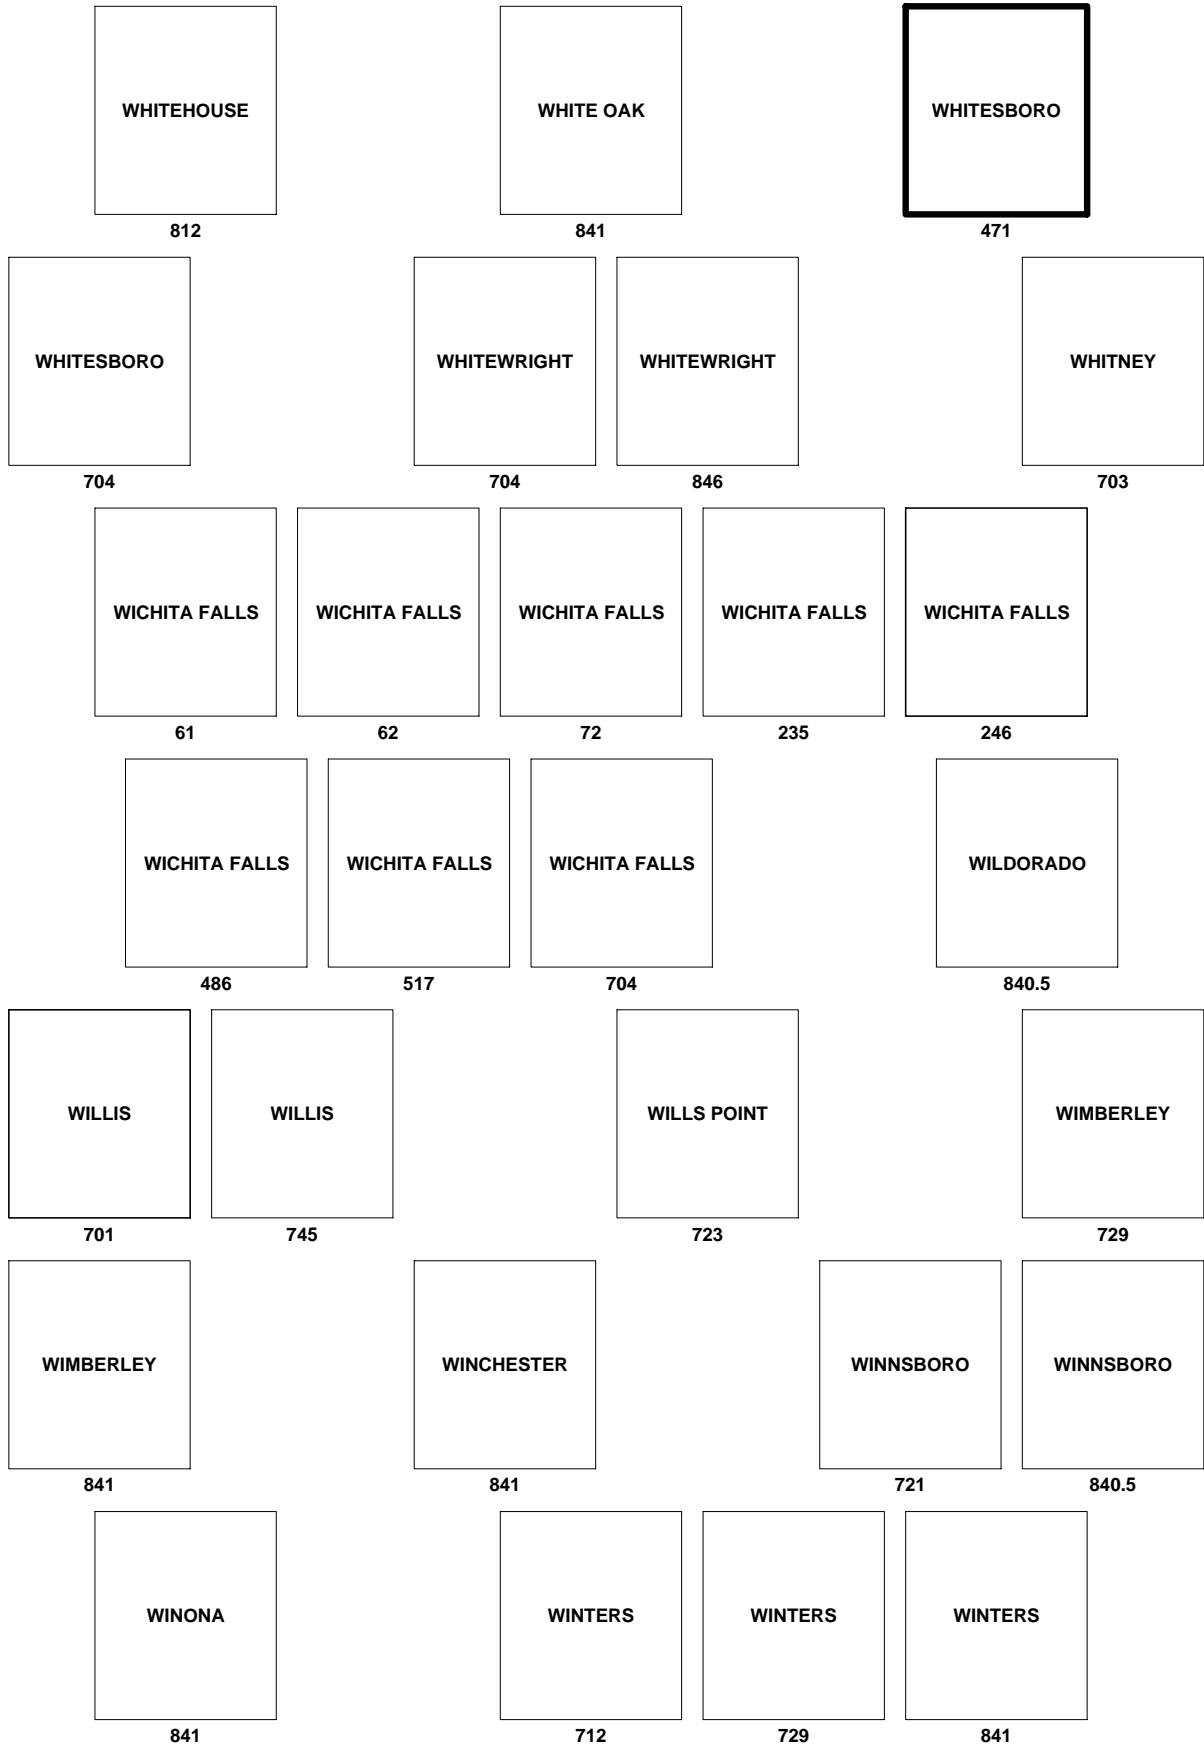 WHITEHOUSE
812
WHITE OAK
841
WHITESBORO
471
WHITESBORO
704
WHITEWRIGHT
704
WHITEWRIGHT
846
WHITNEY
703
WICHITA FALLS
61
WICHITA FALLS
62
WICHITA FALLS
72
WICHITA FALLS
235
WICHITA FALLS
246
WICHITA FALLS
486
WICHITA FALLS
517
WICHITA FALLS
704
WILDORADO
840.5
WILLIS
701
WILLIS
745
WILLS POINT
723
WIMBERLEY
729
WIMBERLEY
841
WINCHESTER
841
WINNSBORO
721
WINNSBORO
840.5
WINONA
841
WINTERS
712
WINTERS
729
WINTERS
841